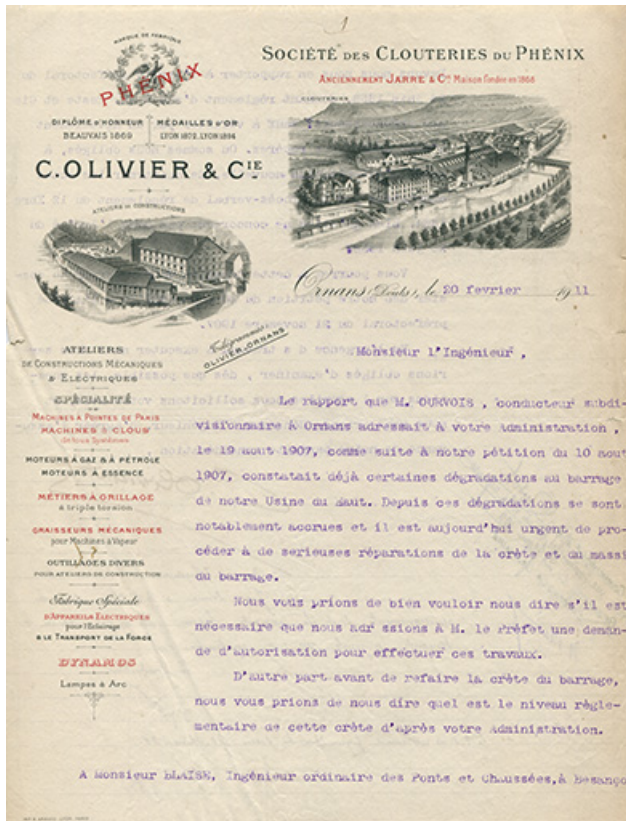 1
MARQUE DE FABRIQUE
PHÉNIX
DIPLÔME D'HONNEUR
BEAUVAIS 1869
MÉDAILLES D'OR
LYON 1872, LYON 1894
C. OLIVIER & CIE
ATELIERS DE CONSTRUCTIONS
SOCIÉTÉ DES CLOUTERIES DU PHÉNIX
ANCIENNEMENT JARRE & Cie Maison fondée en 1868
CLOUTERIES
Ornans (Doubs), le 20 fevrier 1911
Télégrammes
OLIVIER, ORNANS
ATELIERS
DE CONSTRUCTIONS MÉCANIQUES
& ELECTRIQUES
SPÉCIALITÉ
MACHINES À POINTES DE PARIS
MACHINES À CLOUS
de tous Systèmes
MOTEURS À GAZ & À PÉTROLE
MOTEURS À ESSENCE
MÉTIERS À GRILLAGE
à triple torsion
GRAISSEURS MÉCANIQUES
pour Machines à Vapeur
OUTILLAGES DIVERS
POUR ATELIERS DE CONSTRUCTION
Fabrique Spéciale
D'APPAREILS ELECTRIQUES
pour l'Eclairage
& LE TRANSPORT DE LA FORCE
DYNAMOS
Lampes à Arc
Monsieur l'Ingénieur ,
Le rapport que M. OURVOIS , conducteur subdi-
visionnaire à Ornans adressait à votre Administration ,
le 19 aout 1907, comme suite à notre pétition du 10 aout
1907, constatait déjà certaines dégradations au barrage
de notre Usine du Haut. Depuis ces dégradations se sont
notablement accrues et il est aujourd'hui urgent de pro-
céder à de serieuses réparations de la crête et du massi
du barrage.
Nous vous prions de bien vouloir nous dire s'il est
nécessaire que nous adr ssions à M. le Préfet une deman-
de d'autorisation pour effectuer ces travaux.
D'autre part avant de refaire la crête du barrage,
nous vous prions de nous dire quel est le niveau règle-
mentaire de cette crête d'après votre Administration.
A Monsieur BLAISE, Ingénieur ordinaire des Ponts et Chaussées, à Besanço